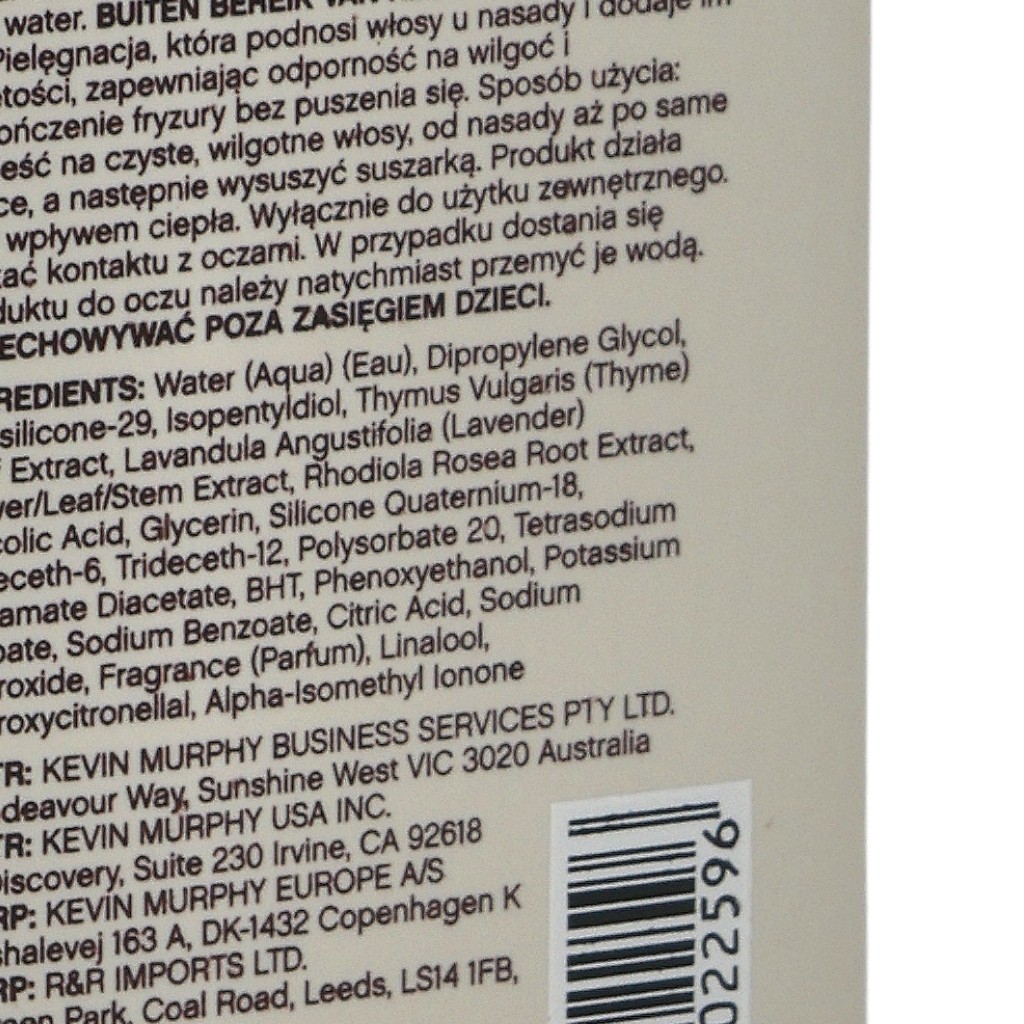 water. BUITEN BEREIK
Pielęgnacja, która podnosi włosy u nasady i dodaje im
etości, zapewniając odporność na wilgoć i
ończenie fryzury bez puszenia się. Sposób użycia:
eść na czyste, wilgotne włosy, od nasady aż po same
ce, a następnie wysuszyć suszarką. Produkt działa
wpływem ciepła. Wyłącznie do użytku zewnętrznego.
kać kontaktu z oczami. W przypadku dostania się
duktu do oczu należy natychmiast przemyć je wodą.
ECHOWYWAĆ POZA ZASIĘGIEM DZIECI.
REDIENTS: Water (Aqua) (Eau), Dipropylene Glycol,
silicone-29, Isopentyldiol, Thymus Vulgaris (Thyme)
Extract, Lavandula Angustifolia (Lavender)
wer/Leaf/Stem Extract, Rhodiola Rosea Root Extract,
colic Acid, Glycerin, Silicone Quaternium-18,
eceth-6, Trideceth-12, Polysorbate 20, Tetrasodium
amate Diacetate, BHT, Phenoxyethanol, Potassium
bate, Sodium Benzoate, Citric Acid, Sodium
roxide, Fragrance (Parfum), Linalool,
roxycitronellal, Alpha-Isomethyl Ionone
TR: KEVIN MURPHY BUSINESS SERVICES PTY LTD.
deavour Way, Sunshine West VIC 3020 Australia
TR: KEVIN MURPHY USA INC.
Discovery, Suite 230 Irvine, CA 92618
RP: KEVIN MURPHY EUROPE A/S
shalevej 163 A, DK-1432 Copenhagen K
RP: R&R IMPORTS LTD.
Park, Coal Road, Leeds, LS14 1FB,
022596